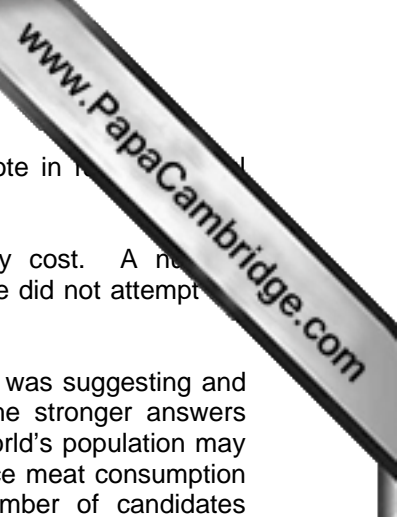 www.PapaCambridge.com
ote in
y cost. A
e did not attempt
was suggesting and
ne stronger answers
orld's population may
ce meat consumption
mber of candidates